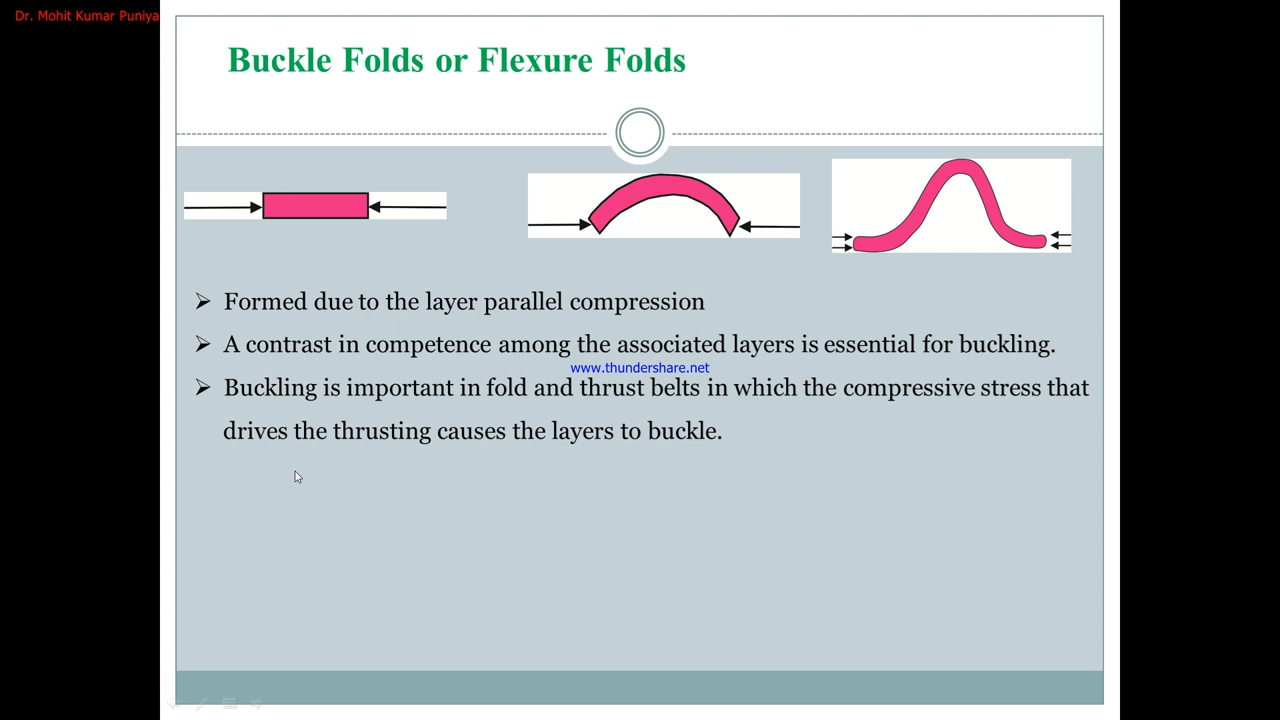 Dr. Mohit Kumar Puniya
Buckle Folds or Flexure Folds
➢ Formed due to the layer parallel compression
➢ A contrast in competence among the associated layers is essential for buckling.
www.thundershare.net
➢ Buckling is important in fold and thrust belts in which the compressive stress that
drives the thrusting causes the layers to buckle.